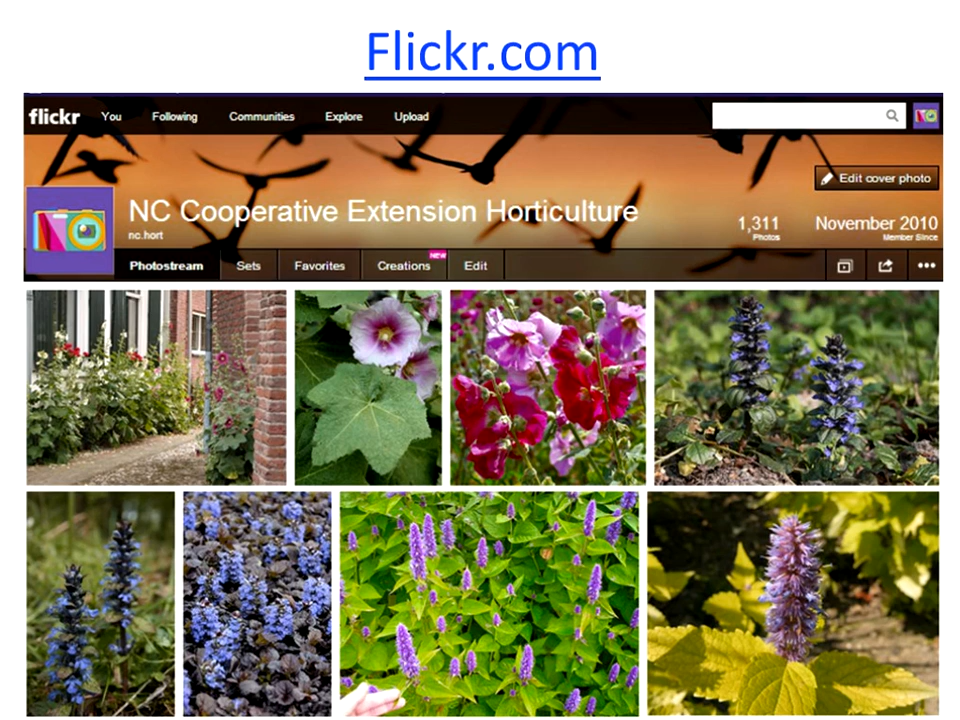 Flickr.com
flickr You Following Communities Explore Upload
Edit cover photo
NC Cooperative Extension Horticulture
nc.hort
1,311 November 2010
Photos Member Since
NEW
Photostream Sets Favorites Creations Edit